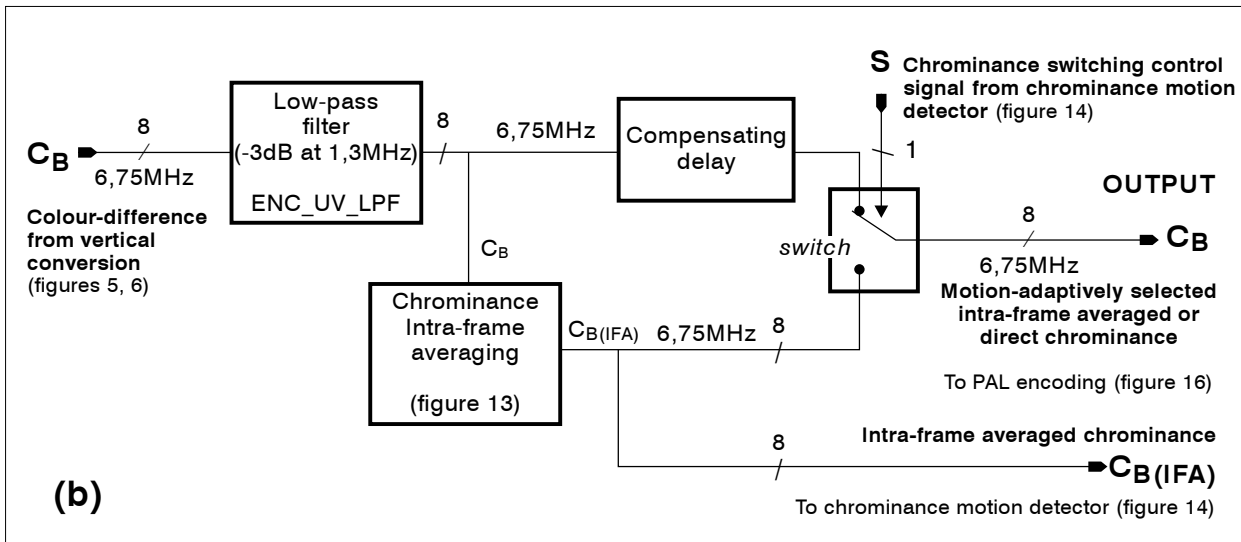 C_B
8
6,75MHz
Colour-difference
from vertical
conversion
(figures 5, 6)
Low-pass
filter
(-3dB at 1,3MHz)
ENC_UV_LPF
8
6,75MHz
Compensating
delay
S
Chrominance switching control
signal from chrominance motion
detector (figure 14)
1
switch
OUTPUT
8
6,75MHz
C_B
Motion-adaptively selected
intra-frame averaged or
direct chrominance
To PAL encoding (figure 16)
C_B
Chrominance
Intra-frame
averaging
(figure 13)
C_B(IFA)
6,75MHz
8
8
Intra-frame averaged chrominance
C_B(IFA)
To chrominance motion detector (figure 14)
(b)